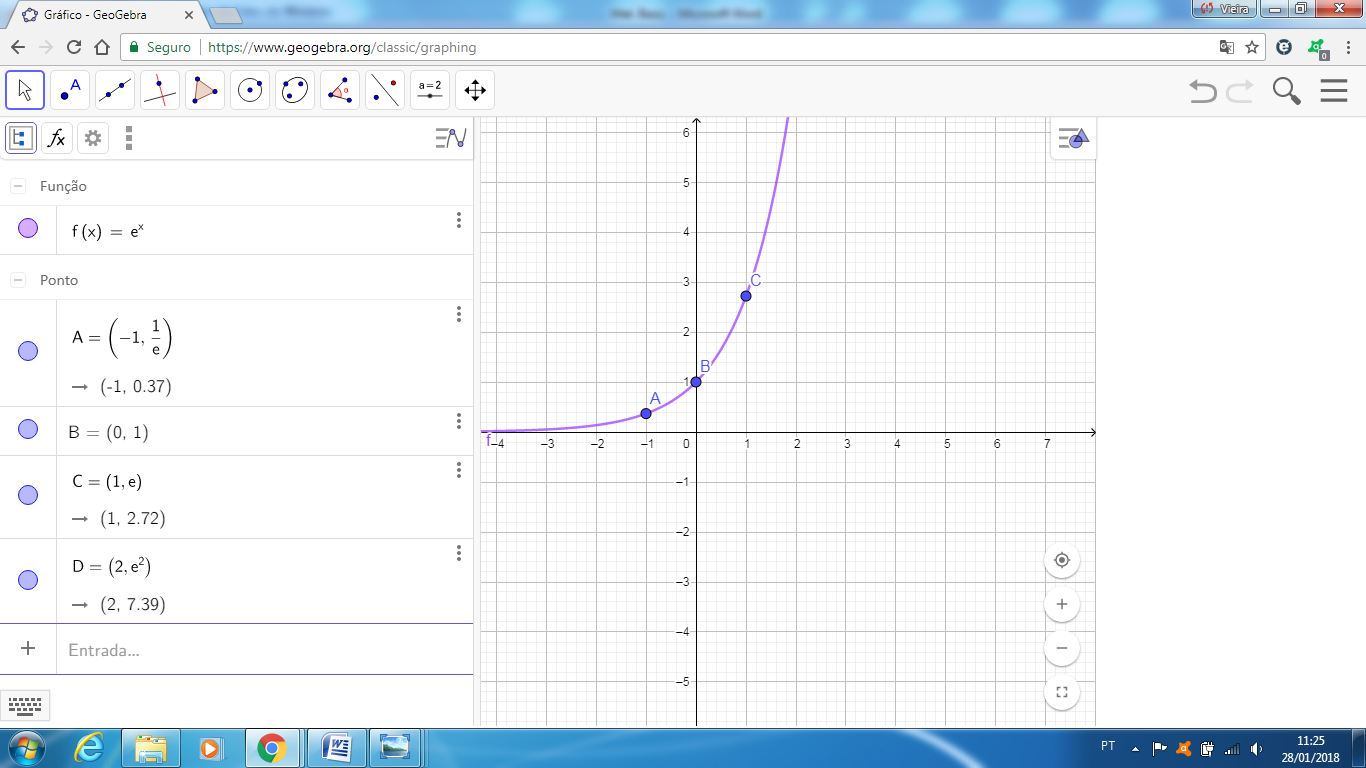 Gráfico - GeoGebra
Vieira
Seguro | https://www.geogebra.org/classic/graphing
0
A
α
a=2
fx
Função
f(x) = eˣ
Ponto
A = (−1, 1/e)
→ (-1, 0.37)
B = (0, 1)
C = (1, e)
→ (1, 2.72)
D = (2, e²)
→ (2, 7.39)
+ Entrada...
6
5
4
3
2
1
−1
−2
−3
−4
−5
−4 −3 −2 −1 0 1 2 3 4 5 6 7
f
A
B
C
PT
11:25
28/01/2018